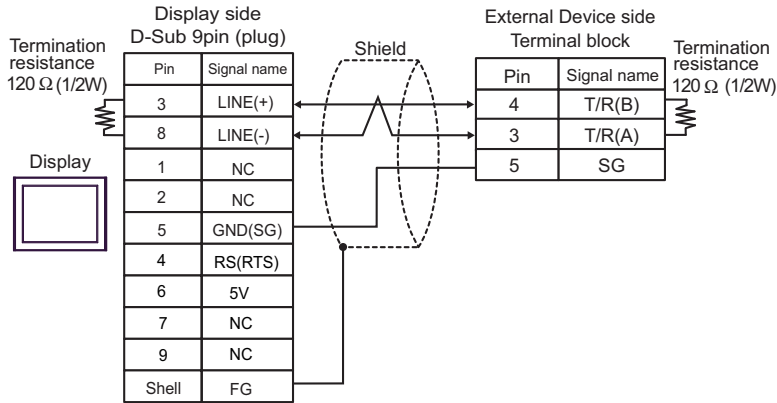 Display side
D-Sub 9pin (plug)
Termination
resistance
120 Ω (1/2W)
Pin Signal name
3 LINE(+)
8 LINE(-)
1 NC
2 NC
5 GND(SG)
4 RS(RTS)
6 5V
7 NC
9 NC
Shell FG
Display
Shield
External Device side
Terminal block
Pin Signal name
4 T/R(B)
3 T/R(A)
5 SG
Termination
resistance
120 Ω (1/2W)